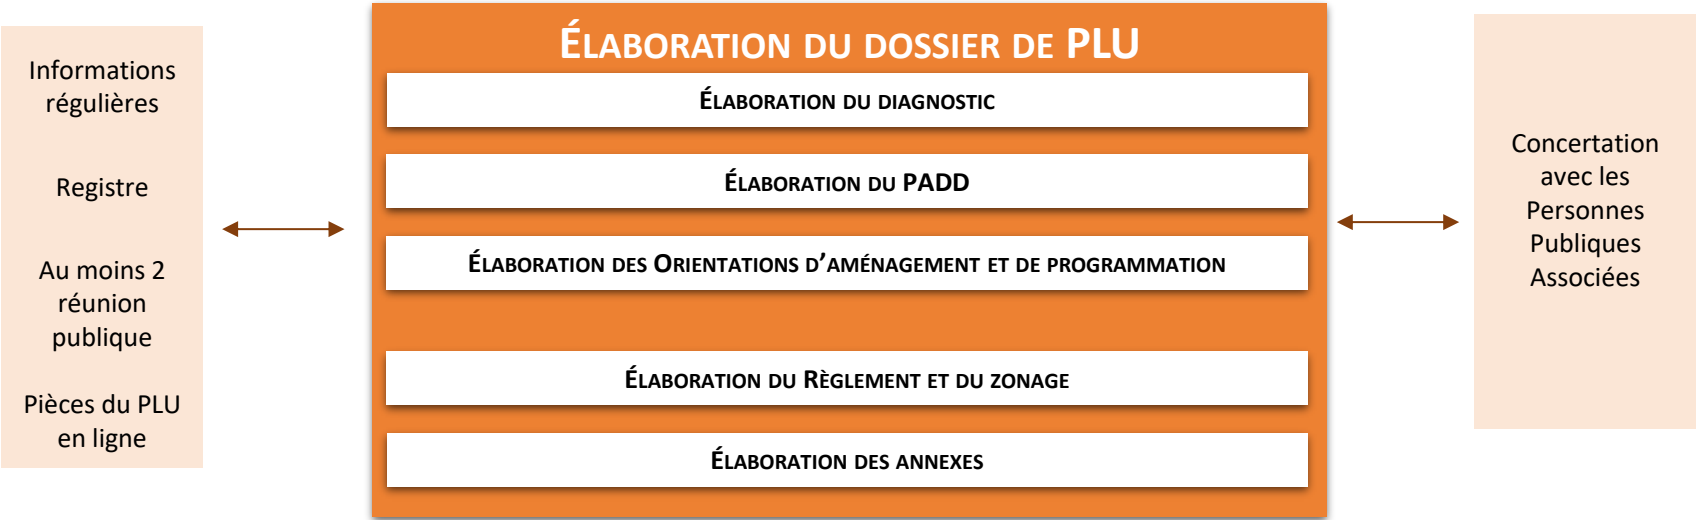 Informations
régulières
Registre
Au moins 2
réunion
publique
Pièces du PLU
en ligne
ÉLABORATION DU DOSSIER DE PLU
ÉLABORATION DU DIAGNOSTIC
ÉLABORATION DU PADD
ÉLABORATION DES ORIENTATIONS D'AMÉNAGEMENT ET DE PROGRAMMATION
ÉLABORATION DU RÈGLEMENT ET DU ZONAGE
ÉLABORATION DES ANNEXES
Concertation
avec les
Personnes
Publiques
Associées